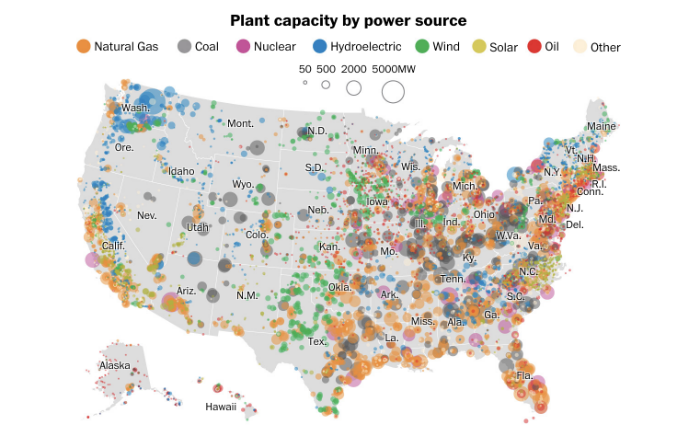 Plant capacity by power source
Natural Gas Coal Nuclear Hydroelectric Wind Solar Oil Other
50 500 2000 5000MW
Wash.
Maine
Mont.
N.D.
Ore.
Minn.
Vt.
N.H.
Idaho
S.D.
Wis.
N.Y.
Mass.
Wyo.
Mich.
R.I.
Conn.
Iowa
Pa.
Neb.
N.J.
Nev.
Ohio
Ill.
Ind.
Md.
Del.
Utah
Colo.
W.Va.
Calif.
Kan.
Mo.
Va.
Ky.
N.C.
Tenn.
Ariz.
N.M.
Okla.
Ark.
S.C.
Miss.
Ala.
Ga.
Tex.
La.
Alaska
Fla.
Hawaii